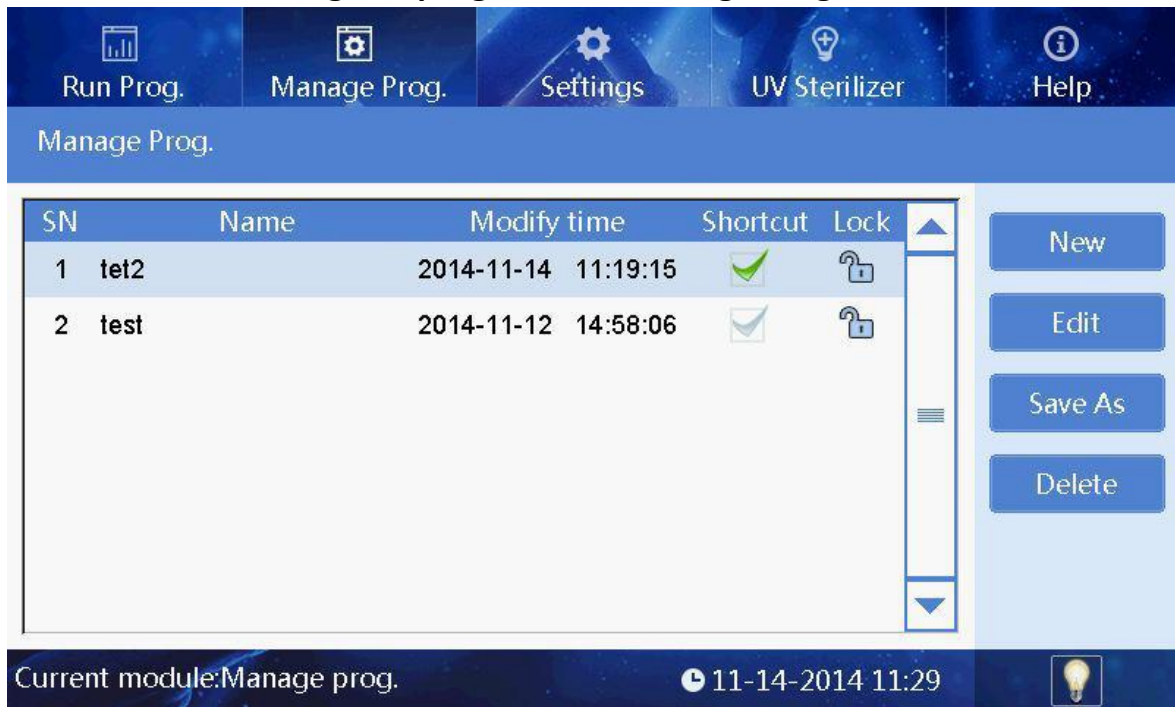 Run Prog. Manage Prog. Settings UV Sterilizer Help
Manage Prog.
SN Name Modify time Shortcut Lock
1 tet2 2014-11-14 11:19:15
2 test 2014-11-12 14:58:06
New
Edit
Save As
Delete
Current module:Manage prog. 11-14-2014 11:29